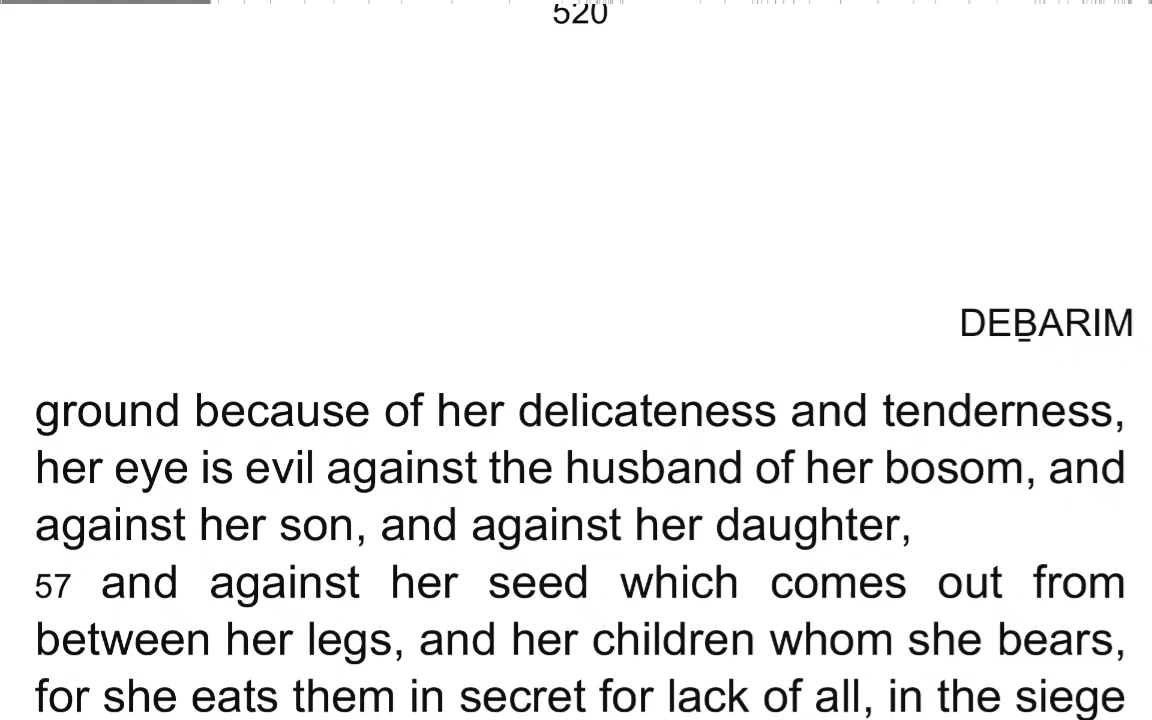 520
DEḆARIM
ground because of her delicateness and tenderness,
her eye is evil against the husband of her bosom, and
against her son, and against her daughter,
57 and against her seed which comes out from
between her legs, and her children whom she bears,
for she eats them in secret for lack of all, in the siege